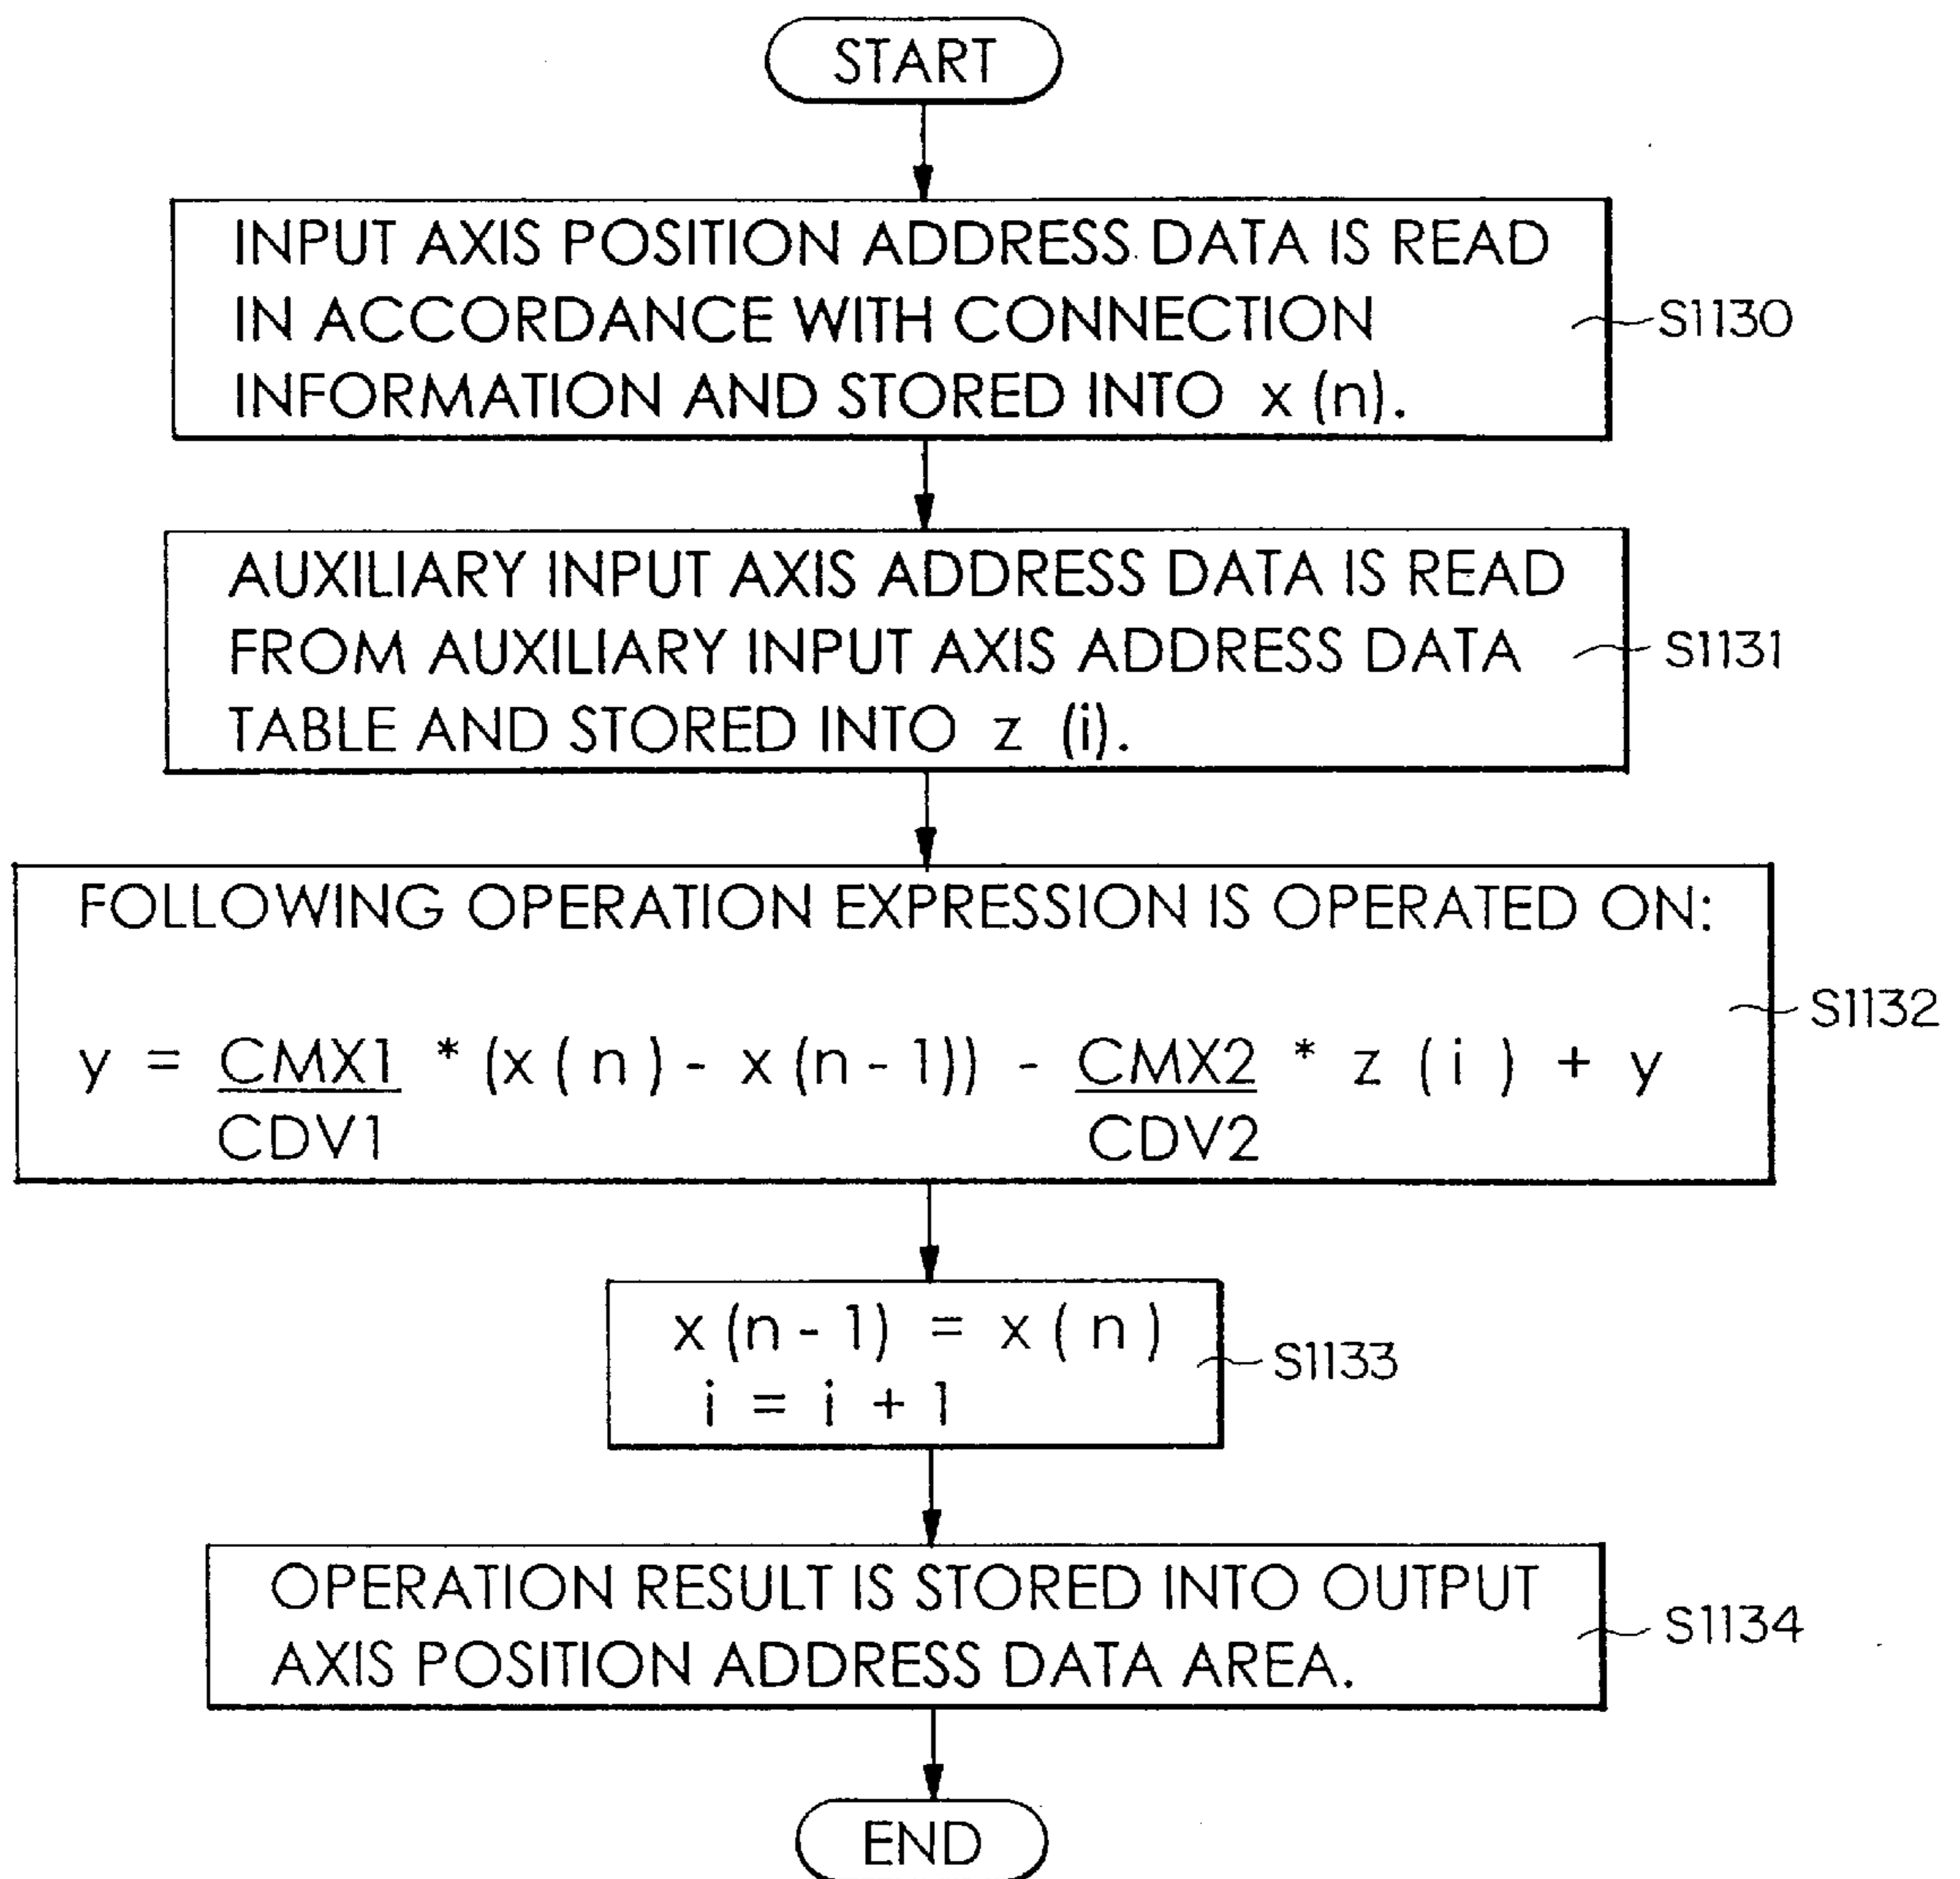 START
INPUT AXIS POSITION ADDRESS DATA IS READ
IN ACCORDANCE WITH CONNECTION
INFORMATION AND STORED INTO x (n).
S1130
AUXILIARY INPUT AXIS ADDRESS DATA IS READ
FROM AUXILIARY INPUT AXIS ADDRESS DATA
TABLE AND STORED INTO z (i).
S1131
FOLLOWING OPERATION EXPRESSION IS OPERATED ON:
S1132
y = CMX1 * (x ( n ) - x (n - 1)) - CMX2 * z ( i ) + y
CDV1 CDV2
x (n - 1) = x ( n )
i = i + 1
S1133
OPERATION RESULT IS STORED INTO OUTPUT
AXIS POSITION ADDRESS DATA AREA.
S1134
END